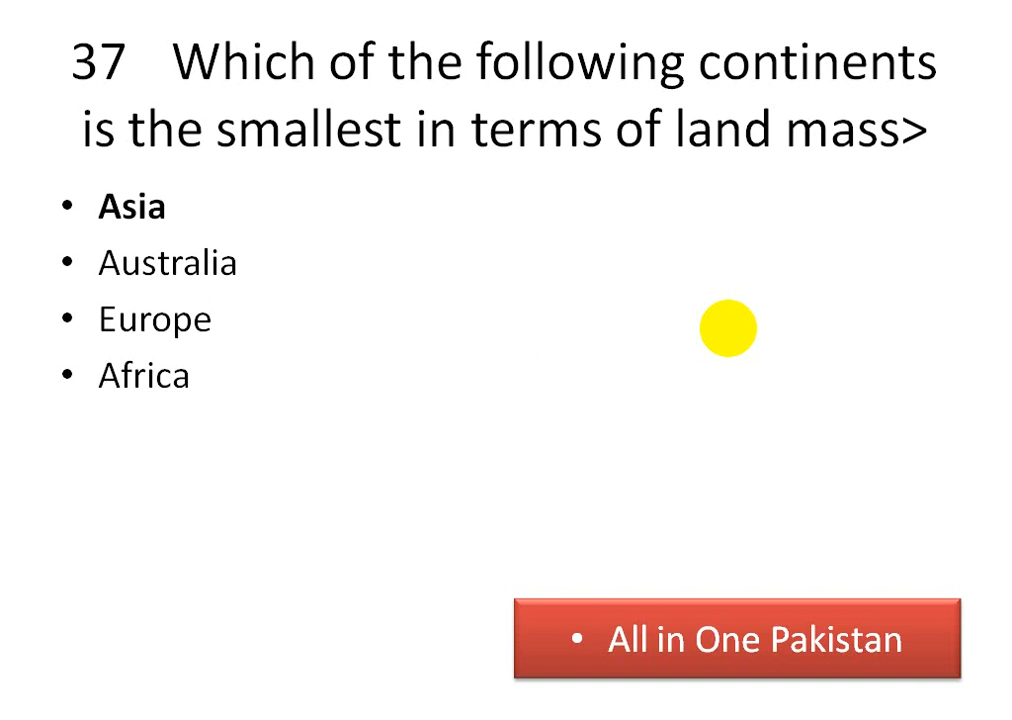 37 Which of the following continents
is the smallest in terms of land mass>
• Asia
• Australia
• Europe
• Africa
• All in One Pakistan